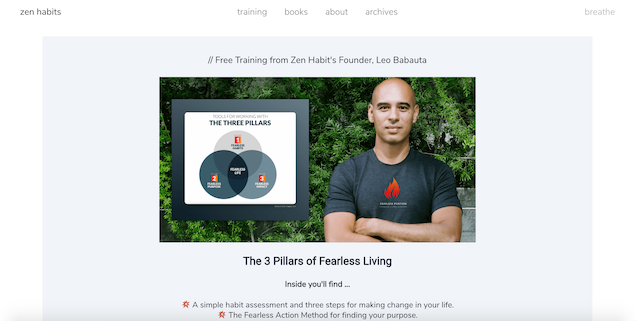 zen habits
training books about archives
breathe
// Free Training from Zen Habit's Founder, Leo Babauta
TOOLS FOR WORKING WITH
THE THREE PILLARS
1
FEARLESS
HABITS
FEARLESS
LIFE
2
FEARLESS
PURPOSE
3
FEARLESS
MINDSET
FEARLESS PURPOSE
The 3 Pillars of Fearless Living
Inside you'll find ...
A simple habit assessment and three steps for making change in your life.
The Fearless Action Method for finding your purpose.